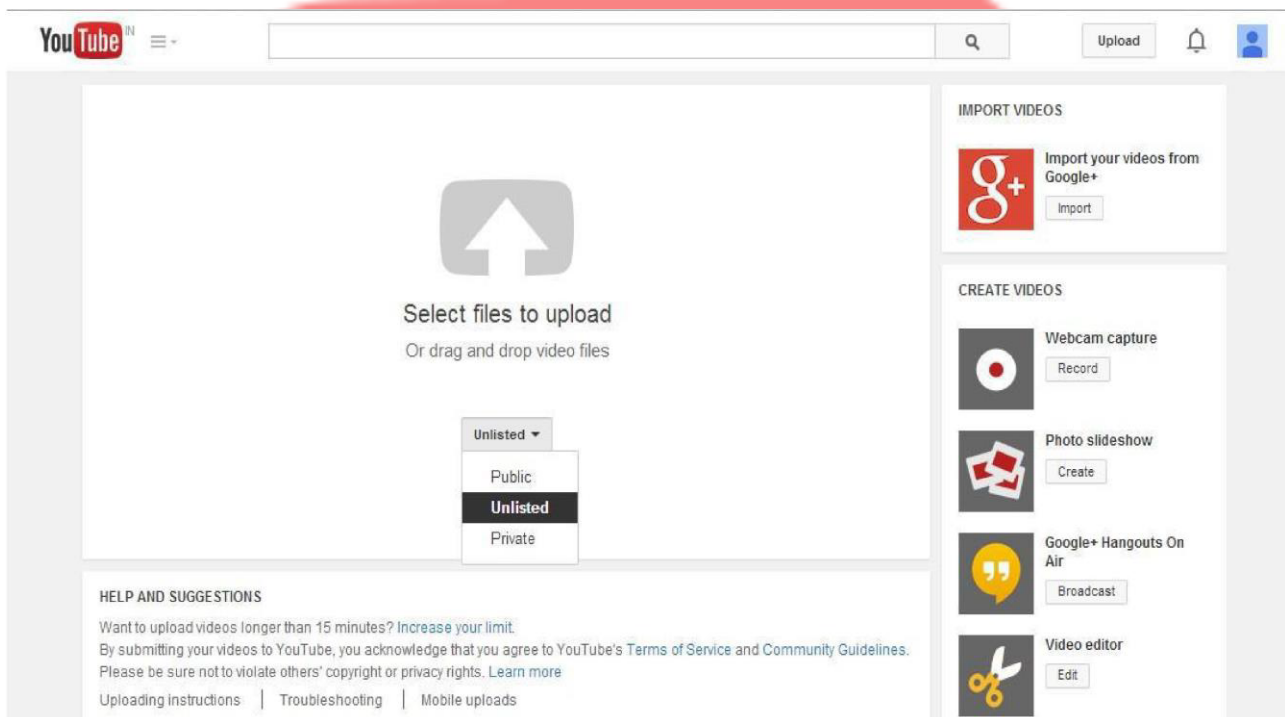 YouTube IN
Upload
Select files to upload
Or drag and drop video files
Unlisted
Public
Unlisted
Private
HELP AND SUGGESTIONS
Want to upload videos longer than 15 minutes? Increase your limit.
By submitting your videos to YouTube, you acknowledge that you agree to YouTube's Terms of Service and Community Guidelines.
Please be sure not to violate others' copyright or privacy rights. Learn more
Uploading instructions | Troubleshooting | Mobile uploads
IMPORT VIDEOS
g+
Import your videos from
Google+
Import
CREATE VIDEOS
Webcam capture
Record
Photo slideshow
Create
Google+ Hangouts On
Air
Broadcast
Video editor
Edit